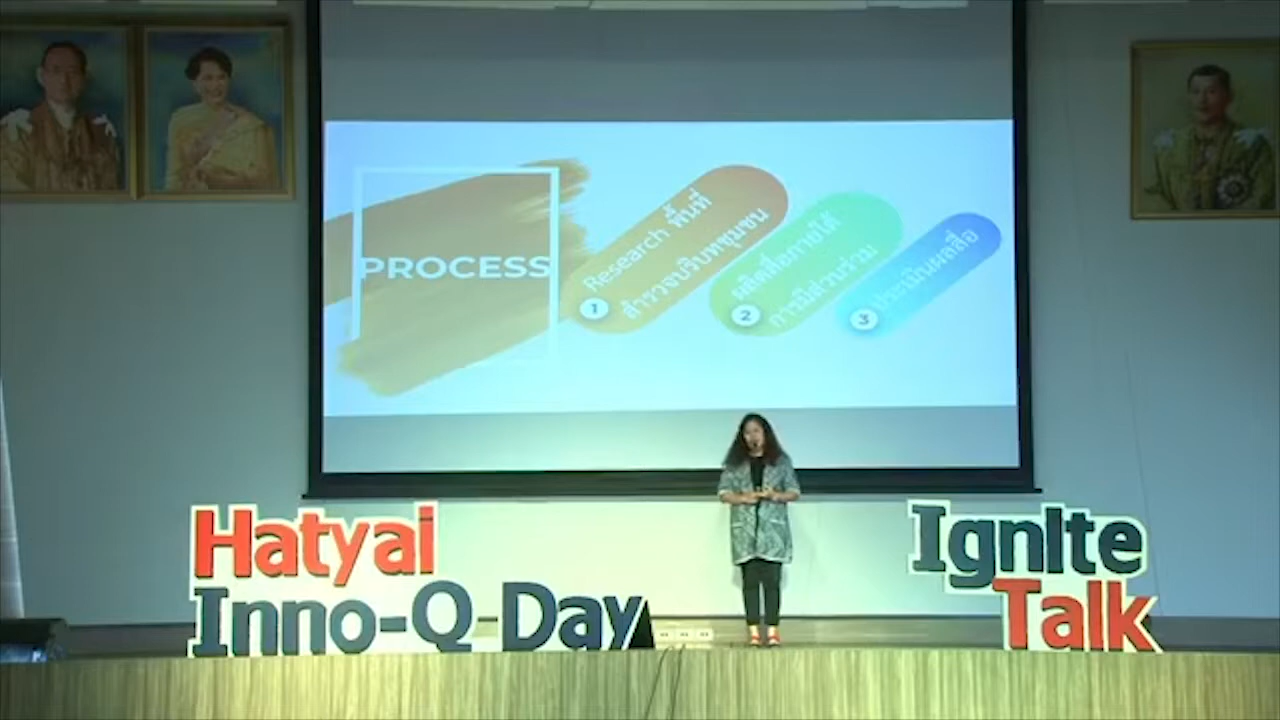 PROCESS
Research พื้นที่
สำรวจบริบทชุมชน
1
ผลิตสื่อภายใต้
การมีส่วนร่วม
2
ประเมินผลสื่อ
3
Hatyai
Inno-Q-Day
Ignite
Talk